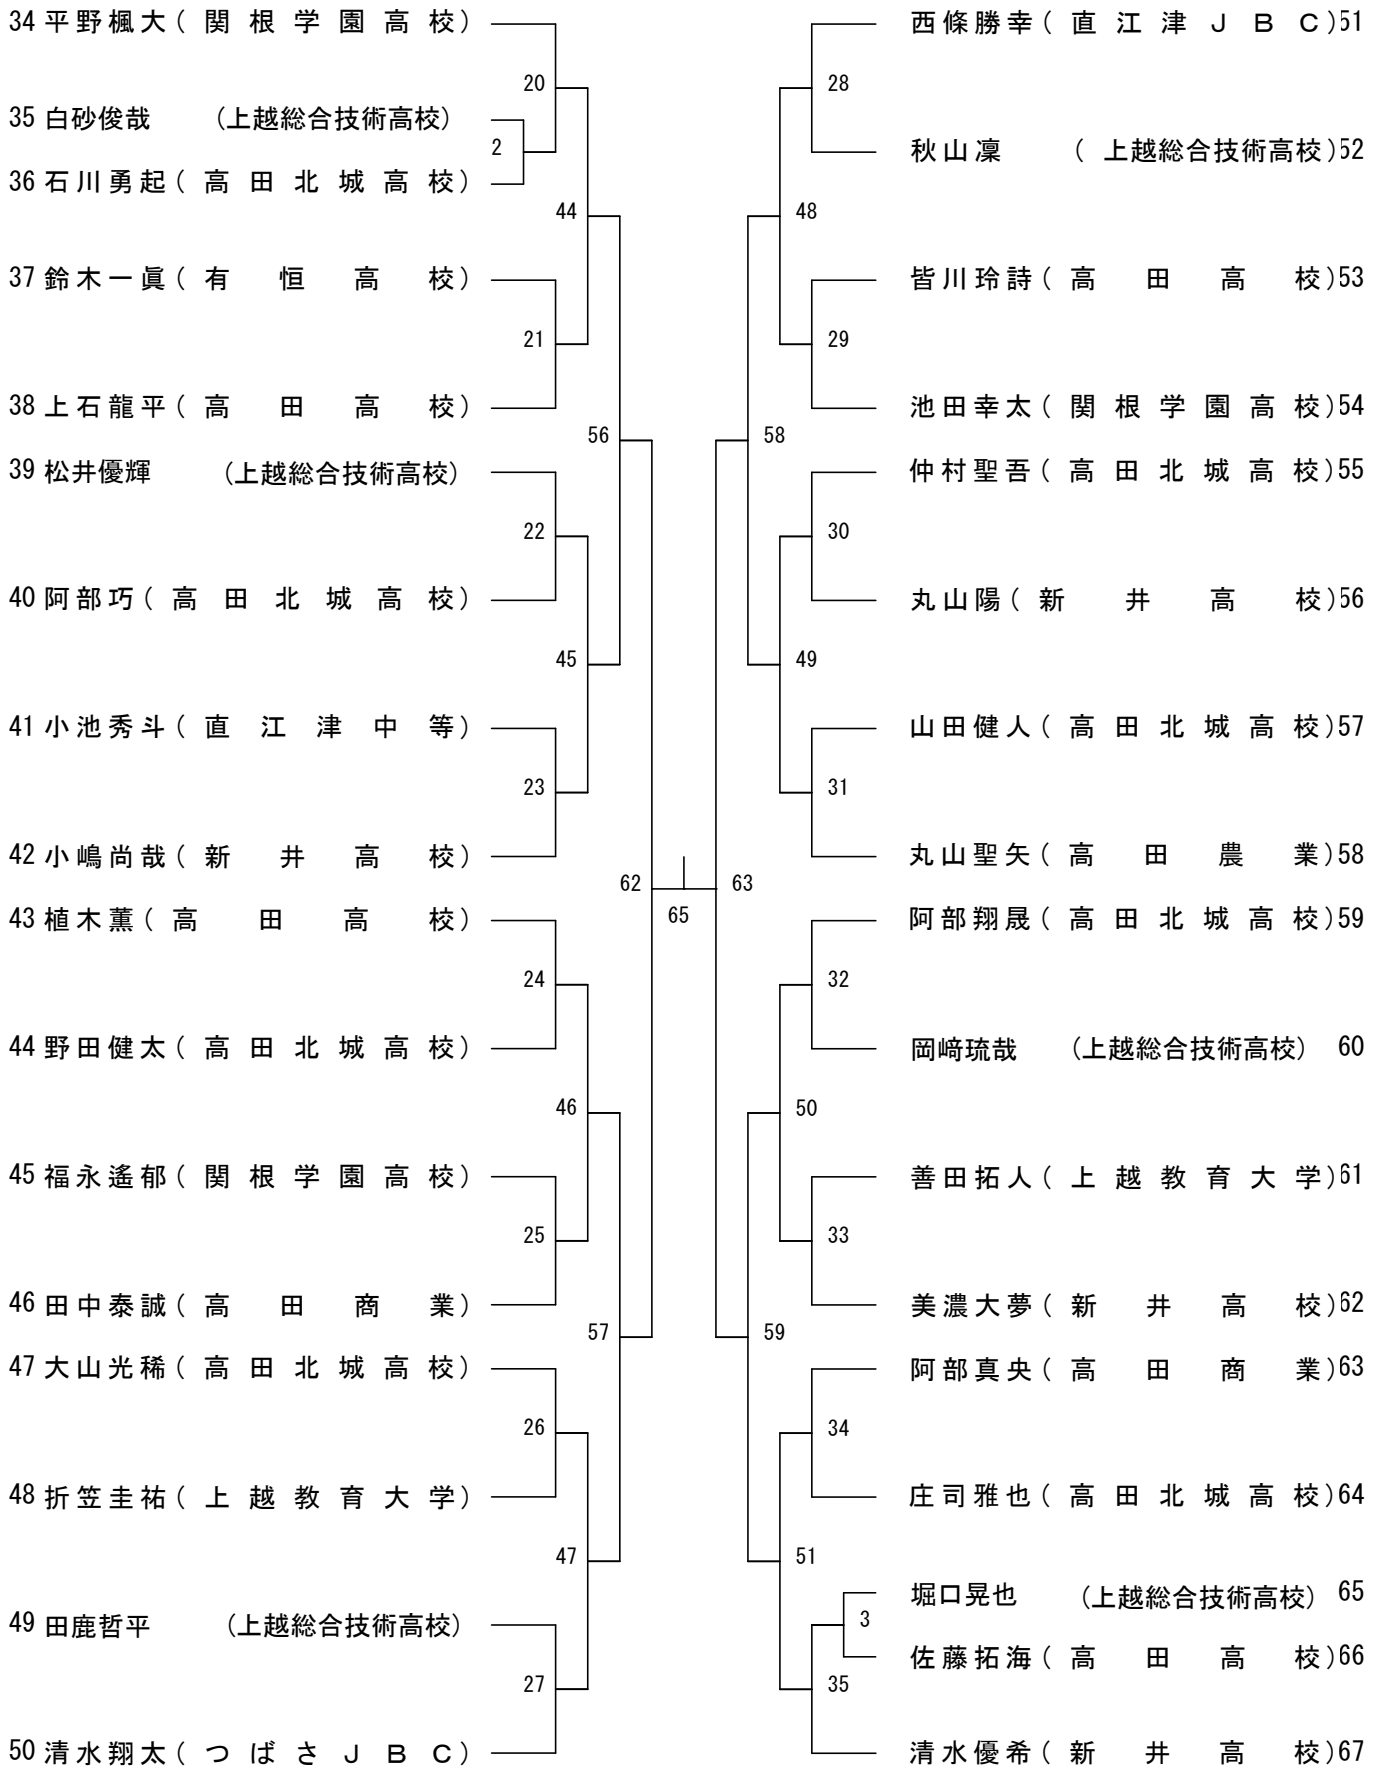 34 平野楓大 ( 関根学園高校 )
20
35 白砂俊哉 (上越総合技術高校)
2
36 石川勇起 ( 高田北城高校 )
44
37 鈴木一眞 ( 有恒高校 )
21
38 上石龍平 ( 高田高校 )
56
39 松井優輝 (上越総合技術高校)
22
40 阿部巧 ( 高田北城高校 )
45
41 小池秀斗 ( 直江津中等 )
23
42 小嶋尚哉 ( 新井高校 )
62
43 植木薫 ( 高田高校 )
24
44 野田健太 ( 高田北城高校 )
46
45 福永遙郁 ( 関根学園高校 )
25
46 田中泰誠 ( 高田商業 )
57
47 大山光稀 ( 高田北城高校 )
26
48 折笠圭祐 ( 上越教育大学 )
47
49 田鹿哲平 (上越総合技術高校)
27
50 清水翔太 ( つばさJBC )
65
西條勝幸 ( 直江津JBC ) 51
28
秋山凜 ( 上越総合技術高校 ) 52
48
皆川玲詩 ( 高田高校 ) 53
29
池田幸太 ( 関根学園高校 ) 54
58
仲村聖吾 ( 高田北城高校 ) 55
30
丸山陽 ( 新井高校 ) 56
49
山田健人 ( 高田北城高校 ) 57
31
丸山聖矢 ( 高田農業 ) 58
63
阿部翔晟 ( 高田北城高校 ) 59
32
岡﨑琉哉 (上越総合技術高校) 60
50
善田拓人 ( 上越教育大学 ) 61
33
美濃大夢 ( 新井高校 ) 62
59
阿部真央 ( 高田商業 ) 63
34
庄司雅也 ( 高田北城高校 ) 64
51
堀口晃也 (上越総合技術高校) 65
3
佐藤拓海 ( 高田高校 ) 66
35
清水優希 ( 新井高校 ) 67